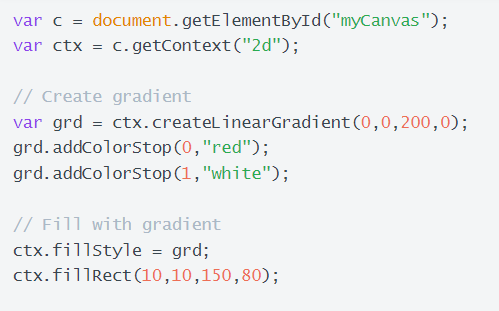 var c = document.getElementById("myCanvas");
var ctx = c.getContext("2d");
// Create gradient
var grd = ctx.createLinearGradient(0,0,200,0);
grd.addColorStop(0,"red");
grd.addColorStop(1,"white");
// Fill with gradient
ctx.fillStyle = grd;
ctx.fillRect(10,10,150,80);